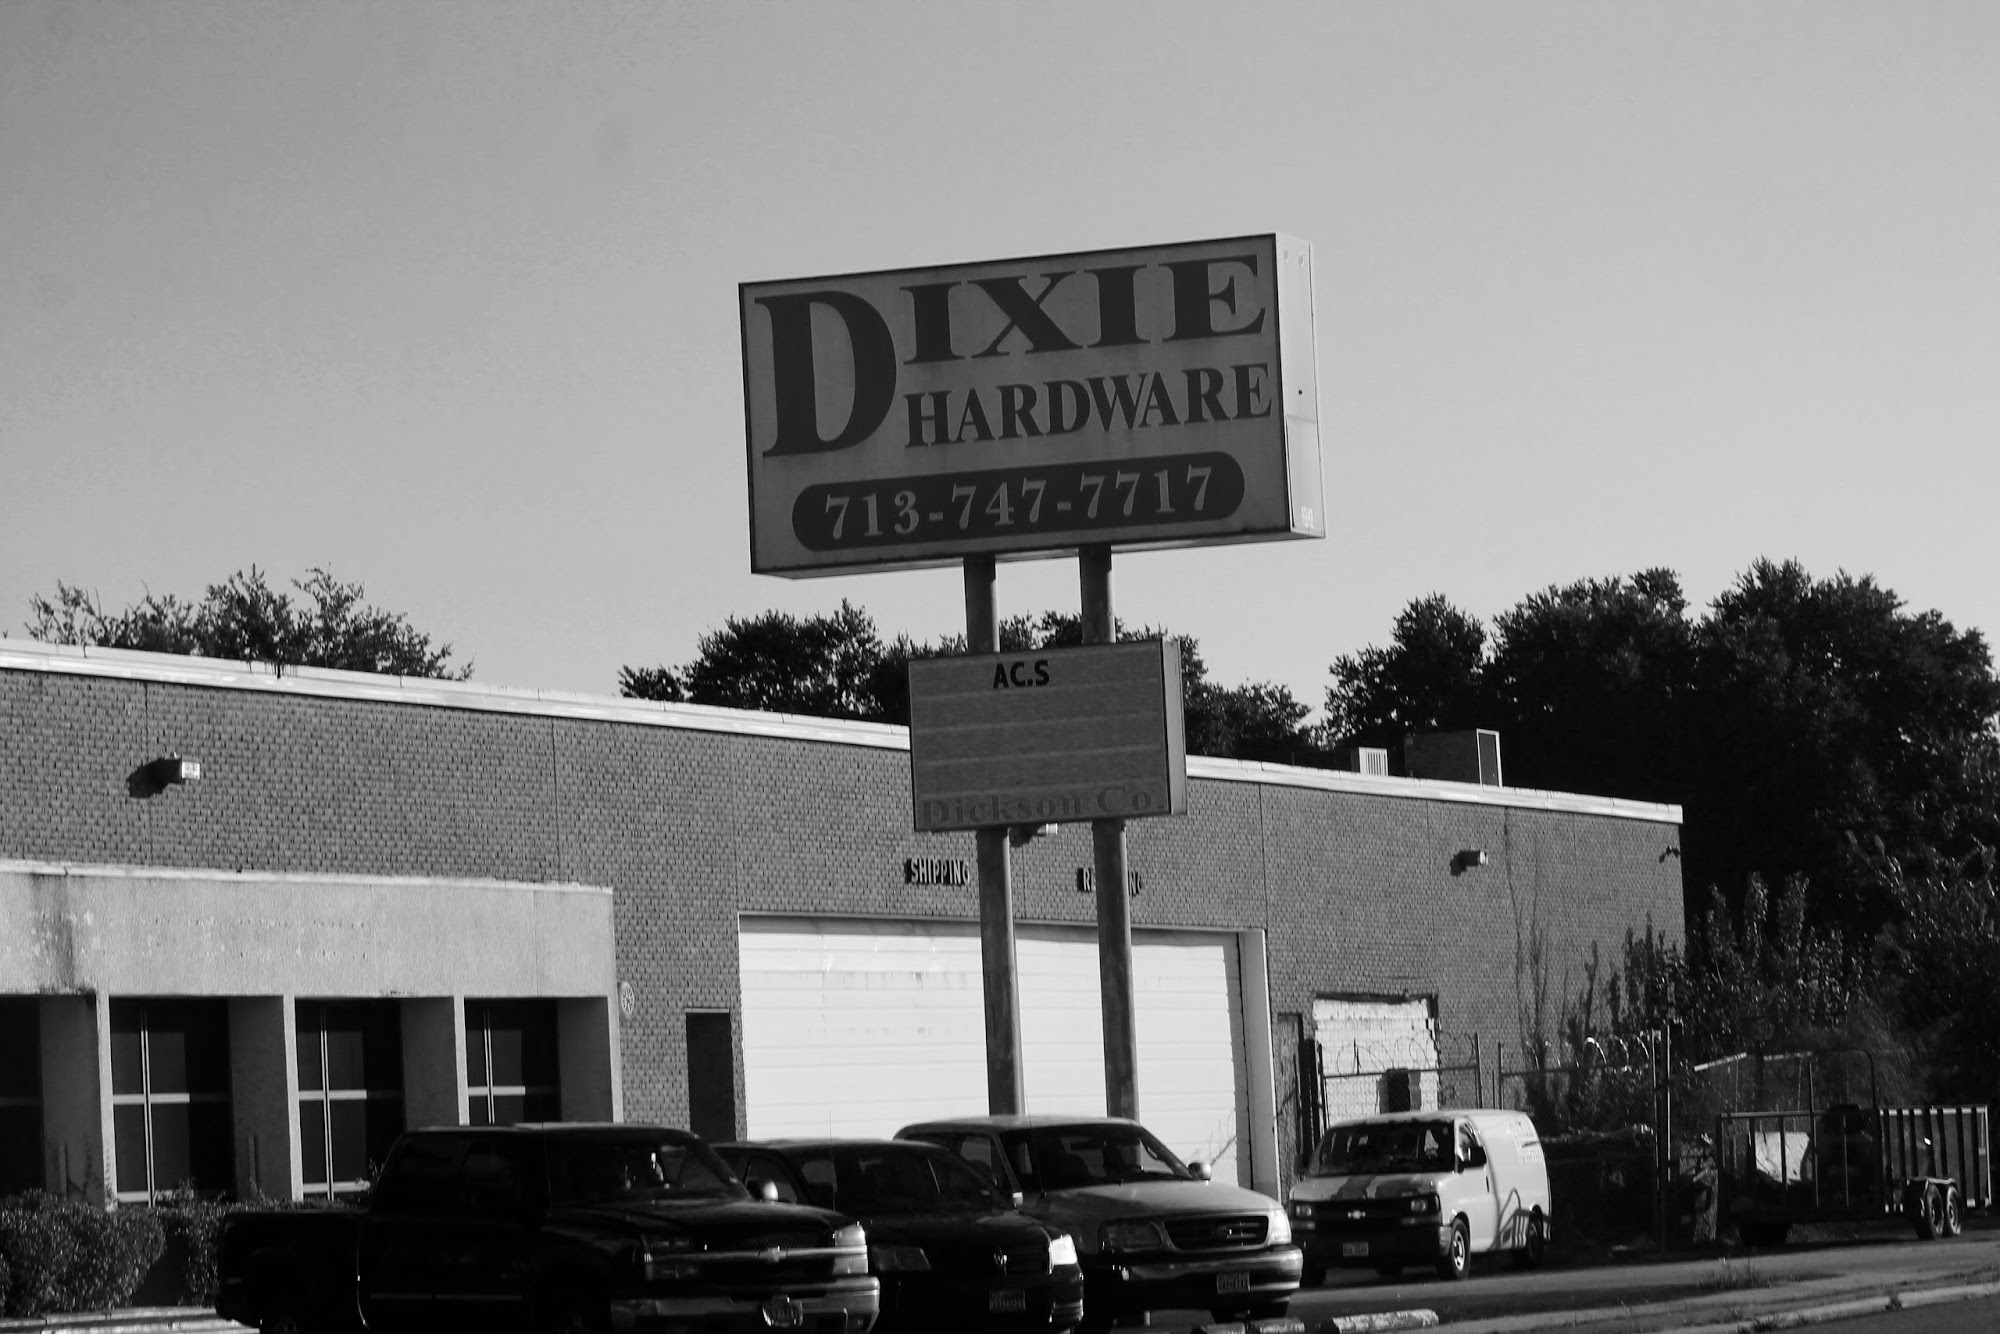 DIXIE
HARDWARE
713-747-7717
AC.S
Dickson Co.
SHIPPING